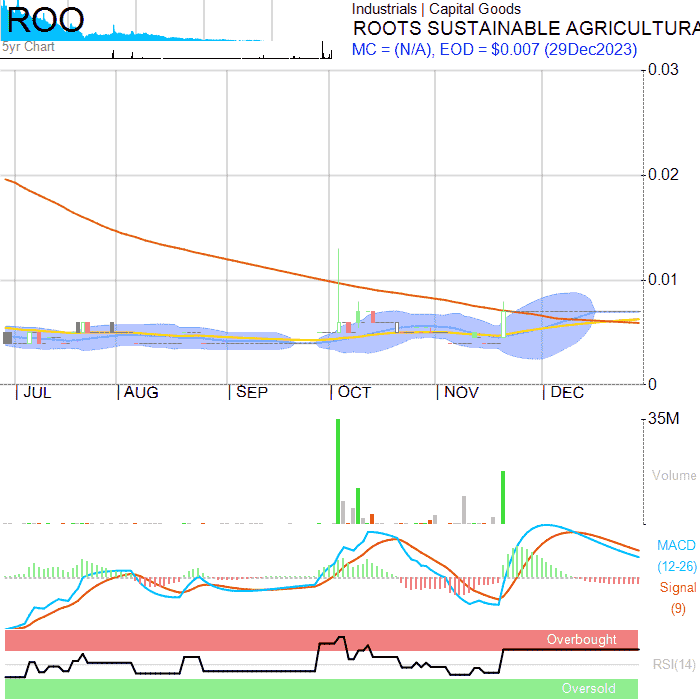 ROO
5yr Chart
Industrials | Capital Goods
ROOTS SUSTAINABLE AGRICULTURA
MC = (N/A), EOD = $0.007 (29Dec2023)
0.03
0.02
0.01
0
JUL AUG SEP OCT NOV DEC
35M
Volume
MACD
(12-26)
Signal
(9)
Overbought
RSI(14)
Oversold